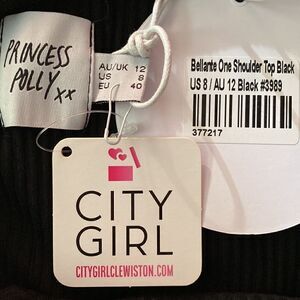 PRINCESS
POLLY xx
AU/UK 12
US 8
EU 40
Bellante One Shoulder Top Black
US 8 / AU 12 Black #3989
377217
CITY
GIRL
CITYGIRLCLEWISTON.COM